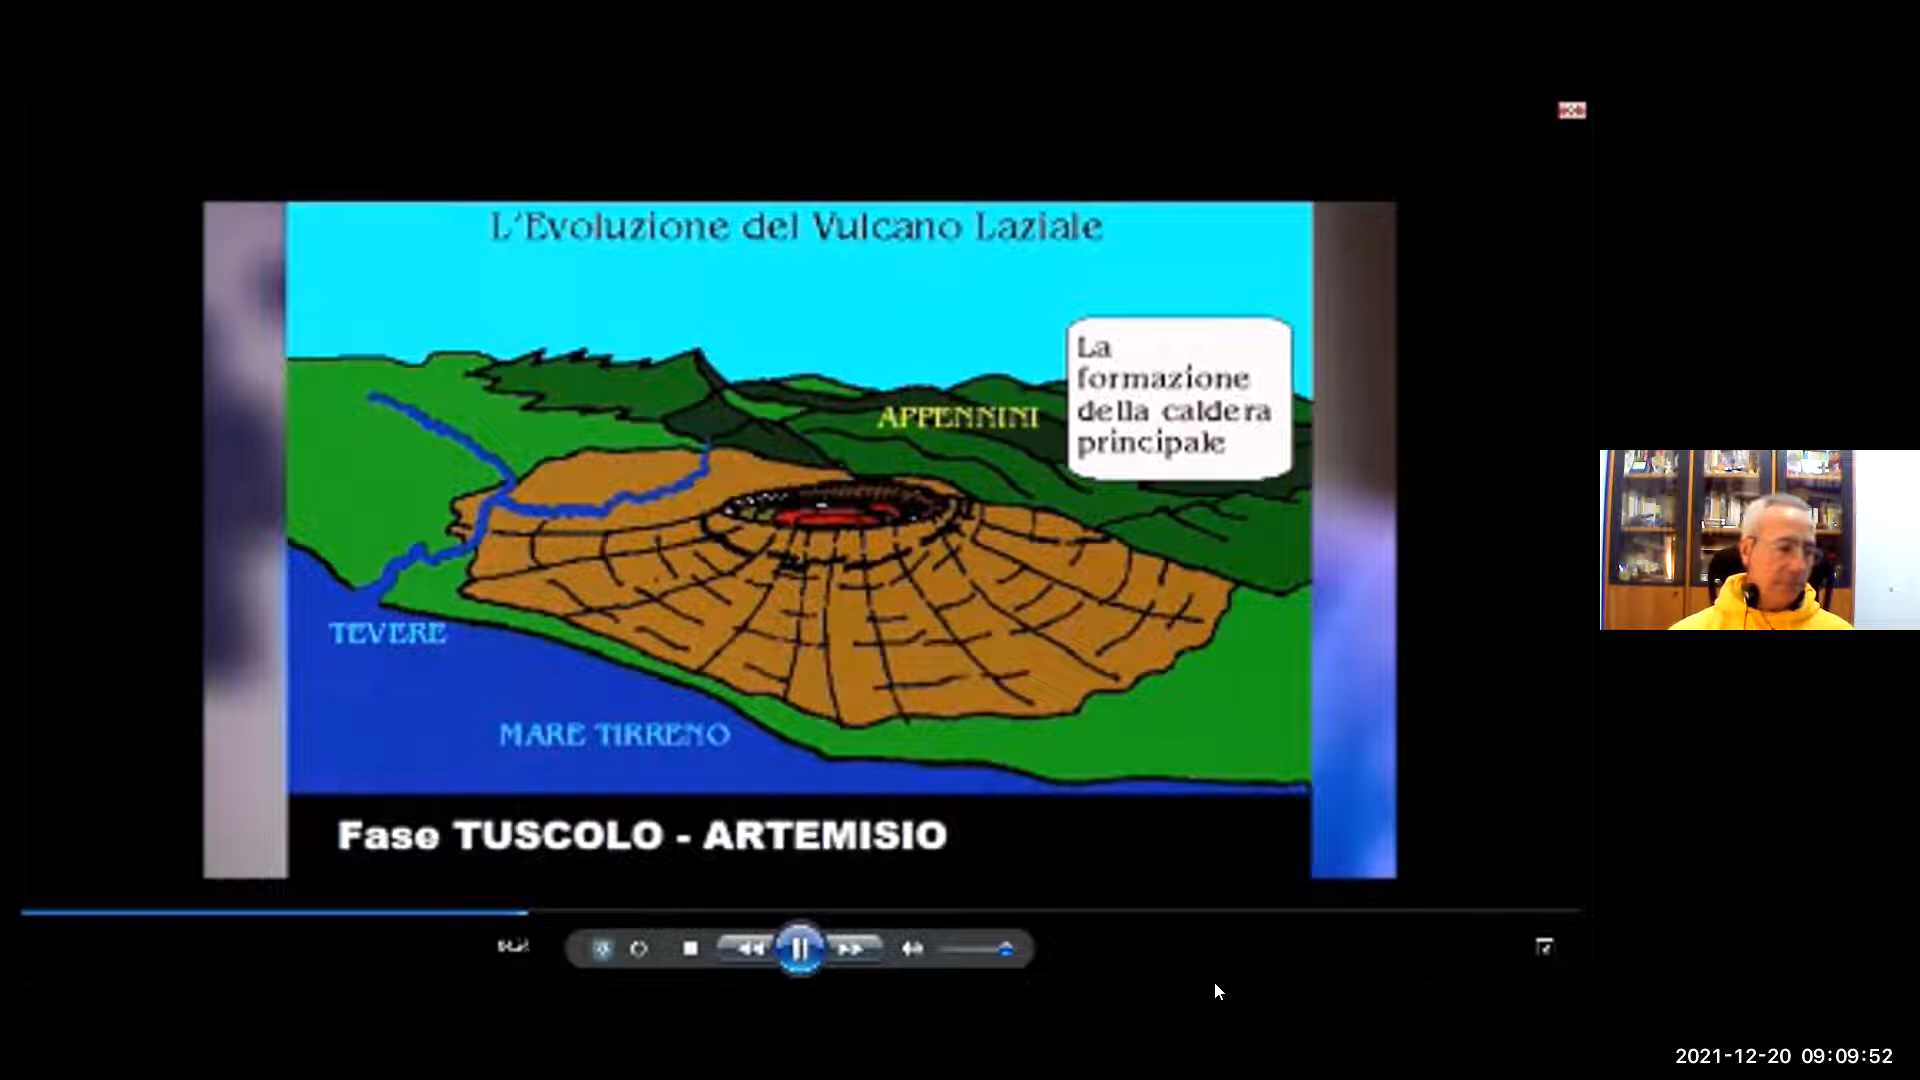 L'Evoluzione del Vulcano Laziale
La
formazione
della caldera
principale
APPENNINI
TEVERE
MARE TIRRENO
Fase TUSCOLO - ARTEMISIO
2021-12-20 09:09:52